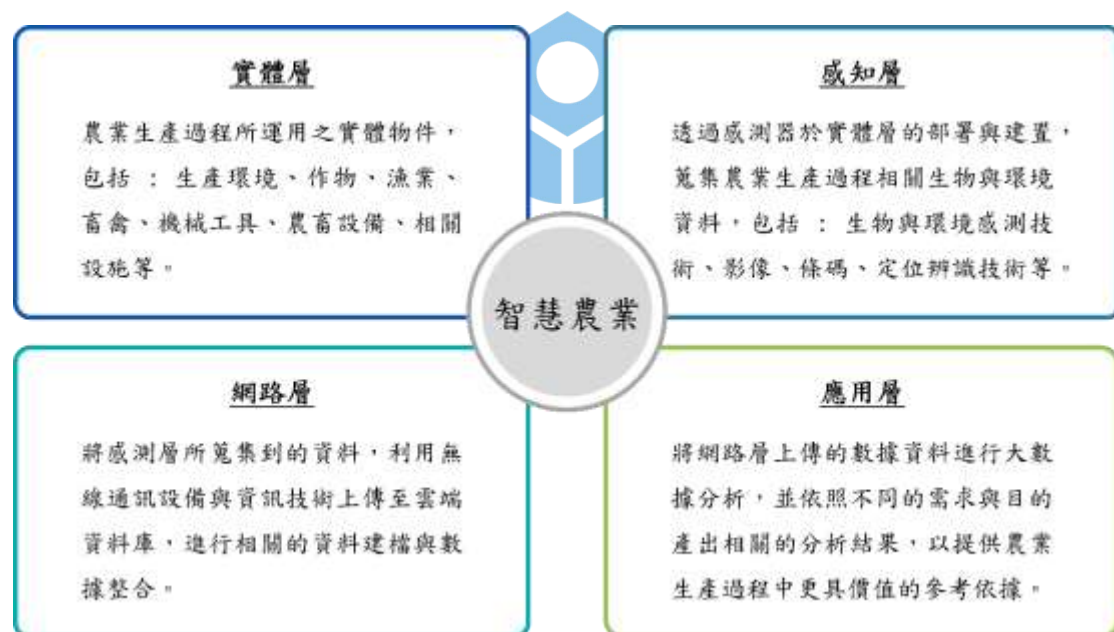 實體層
農業生產過程所運用之實體物件，
包括 : 生產環境、作物、漁業、
畜禽、機械工具、農畜設備、相關
設施等。
感知層
透過感測器於實體層的部署與建置，
蒐集農業生產過程相關生物與環境
資料，包括 : 生物與環境感測技
術、影像、條碼、定位辨識技術等。
智慧農業
網路層
將感測層所蒐集到的資料，利用無
線通訊設備與資訊技術上傳至雲端
資料庫，進行相關的資料建檔與數
據整合。
應用層
將網路層上傳的數據資料進行大數
據分析，並依照不同的需求與目的
產出相關的分析結果，以提供農業
生產過程中更具價值的參考依據。